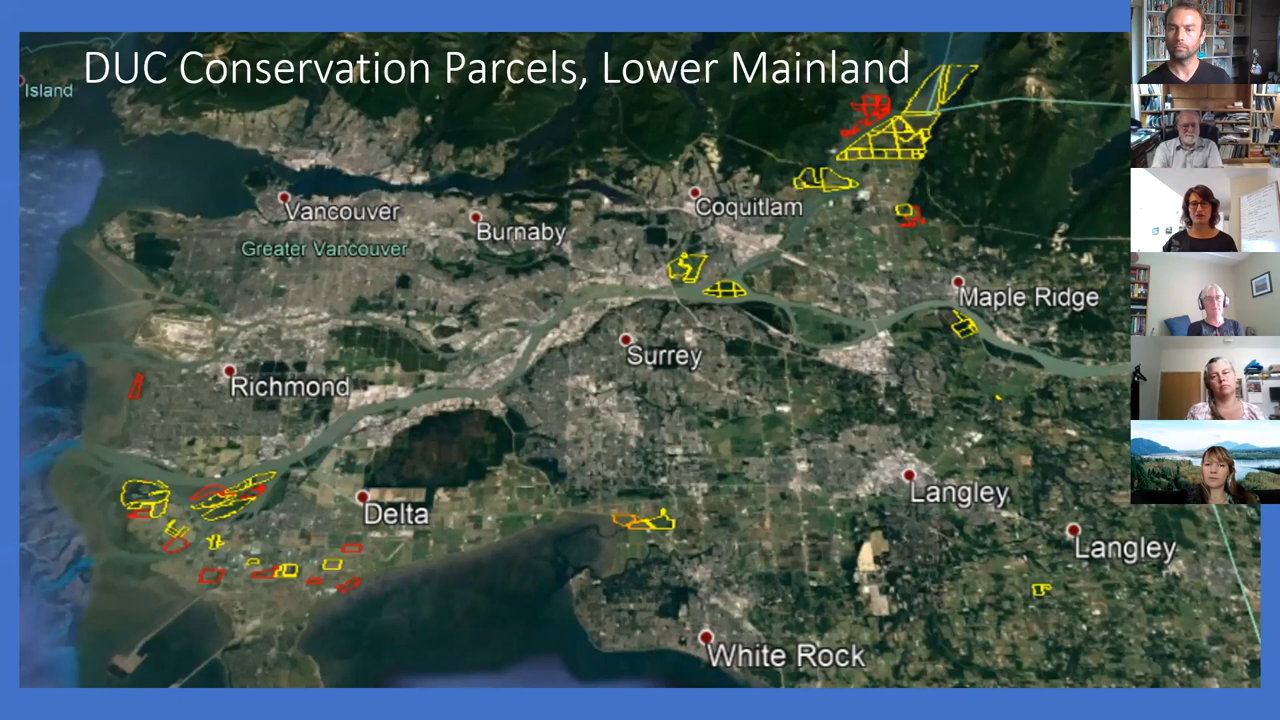 DUC Conservation Parcels, Lower Mainland
Island
Vancouver
Burnaby
Coquitlam
Greater Vancouver
Maple Ridge
Surrey
Richmond
Langley
Delta
Langley
White Rock